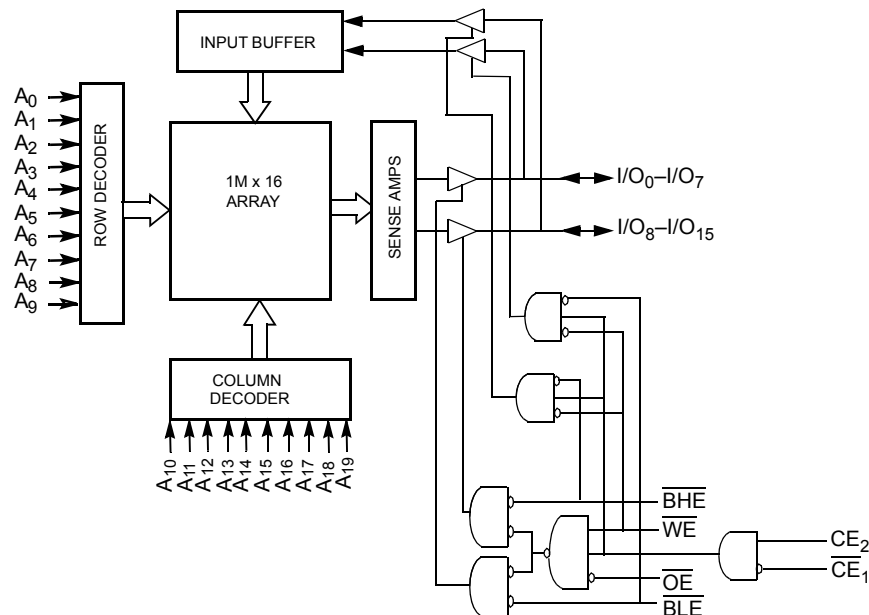 INPUT BUFFER
A0
A1
A2
A3
A4
A5
A6
A7
A8
A9
ROW DECODER
1M x 16
ARRAY
SENSE AMPS
I/O0–I/O7
I/O8–I/O15
COLUMN
DECODER
A10
A11
A12
A13
A14
A15
A16
A17
A18
A19
BHE
WE
CE2
CE1
OE
BLE